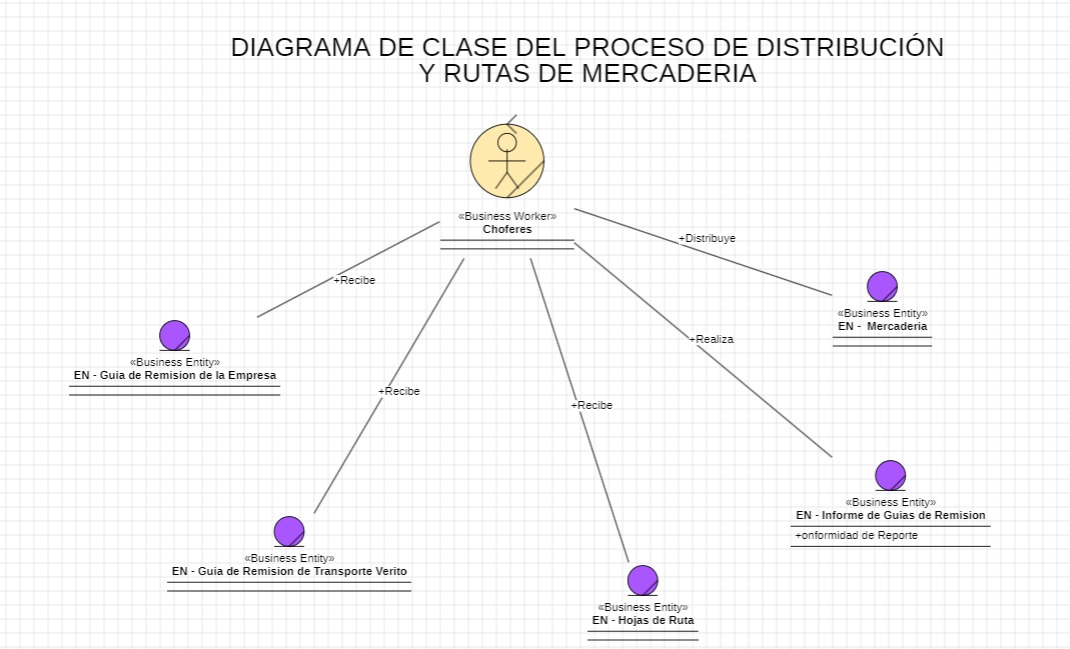 DIAGRAMA DE CLASE DEL PROCESO DE DISTRIBUCIÓN
Y RUTAS DE MERCADERIA
«Business Worker»
Choferes
+Distribuye
+Recibe
«Business Entity»
EN -  Mercaderia
+Realiza
«Business Entity»
EN - Guia de Remision de la Empresa
+Recibe
+Recibe
«Business Entity»
EN - Informe de Guias de Remision
+onformidad de Reporte
«Business Entity»
EN - Guia de Remision de Transporte Verito
«Business Entity»
EN - Hojas de Ruta